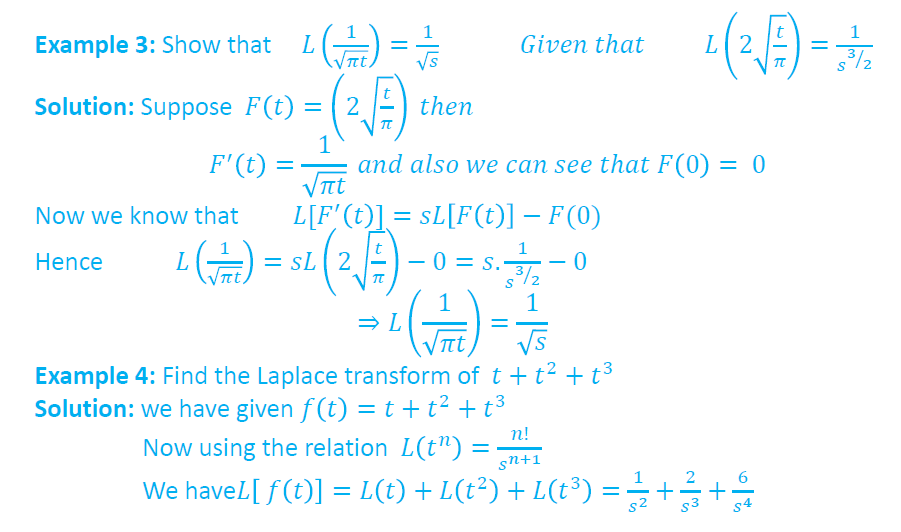 Example 3: Show that L(1/√πt) = 1/√s Given that L(2√(t/π)) = 1/s^(3/2)
Solution: Suppose F(t) = (2√(t/π)) then
F′(t) = 1/√πt and also we can see that F(0) = 0
Now we know that L[F′(t)] = sL[F(t)] − F(0)
Hence L(1/√πt) = sL(2√(t/π)) − 0 = s.1/s^(3/2) − 0
⇒ L(1/√πt) = 1/√s
Example 4: Find the Laplace transform of t + t² + t³
Solution: we have given f(t) = t + t² + t³
Now using the relation L(tⁿ) = n!/s^(n+1)
We haveL[ f(t)] = L(t) + L(t²) + L(t³) = 1/s² + 2/s³ + 6/s⁴